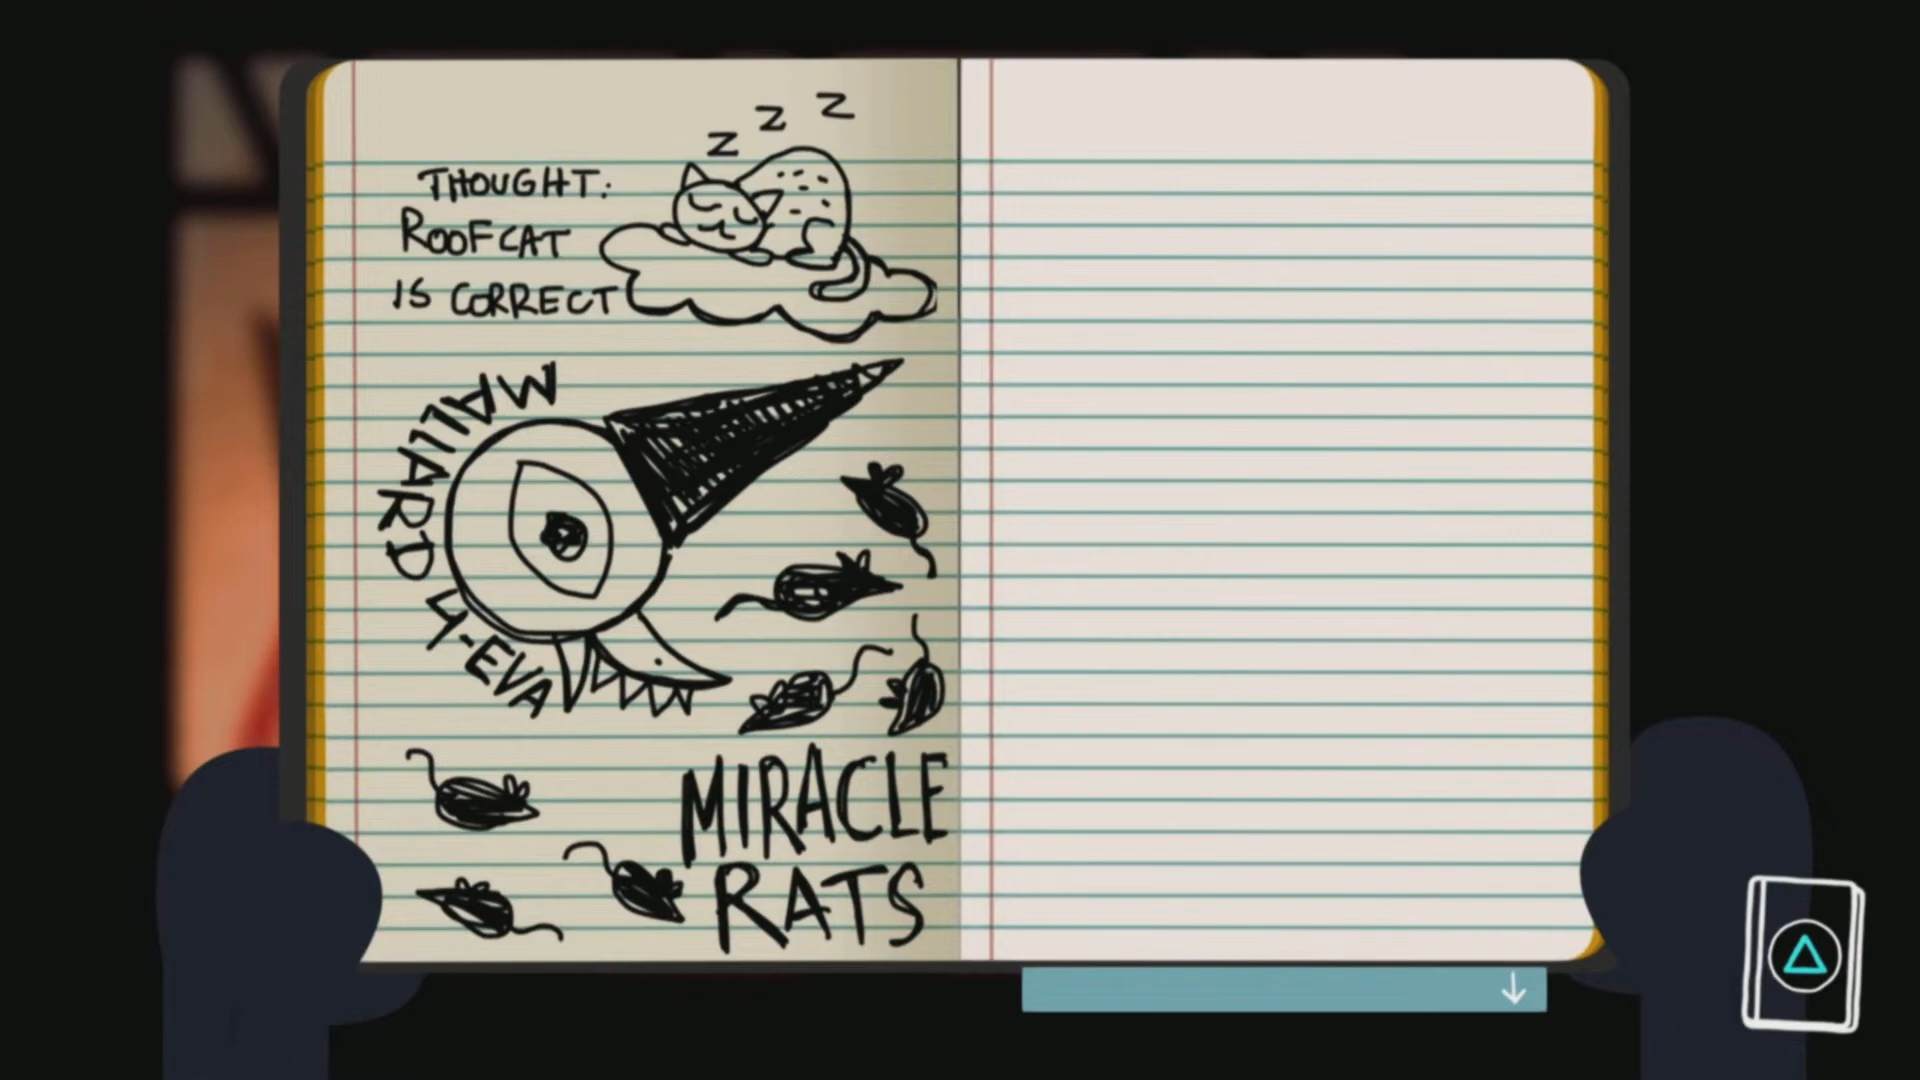 z z z
THOUGHT:
ROOFCAT
IS CORRECT
MALLARD 4-EVA
MIRACLE
RATS